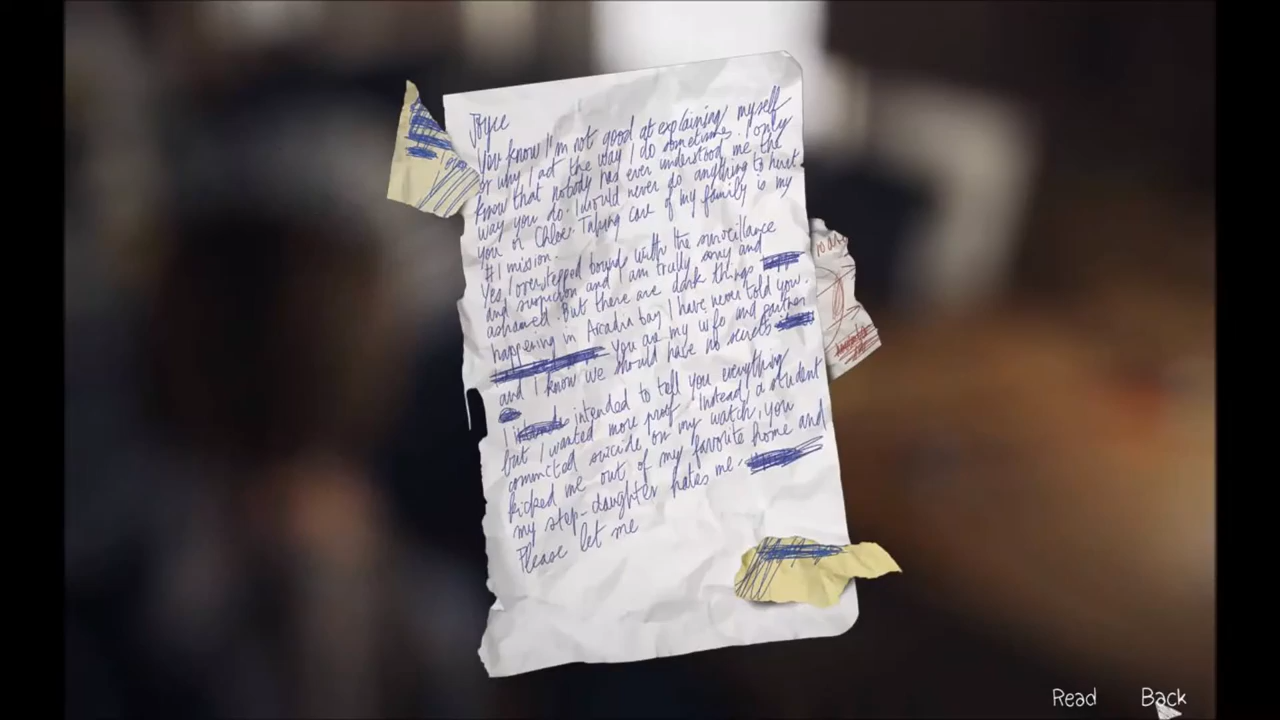 Joyce
You know I'm not good at explaining myself
or why I act the way I do sometimes. I only
know that nobody has ever understood me the
way you do. I would never do anything to hurt
you or Chloe. Taking care of my family is my
#1 mission.
Yes, I overstepped bounds with the surveillance
and suspicion and I am trully sorry and
ashamed. But there are dark things
happening in Arcadia bay I have never told you.
You as my wife and partner
and I know we should have no secrets
I intended to tell you everything
but I wanted more proof. Instead, a student
committed suicide on my watch, you
kicked me out of my favorite home and
my step-daughter hates me.
Please let me
Read
Back